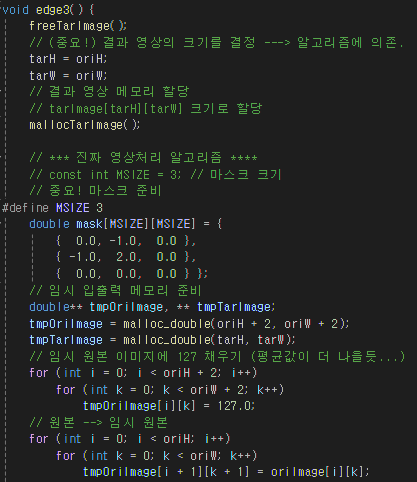 void edge3() {
freeTarImage();
// (중요!) 결과 영상의 크기를 결정 ---> 알고리즘에 의존.
tarH = oriH;
tarW = oriW;
// 결과 영상 메모리 할당
// tarImage[tarH][tarW] 크기로 할당
mallocTarImage();
// *** 진짜 영상처리 알고리즘 ****
// const int MSIZE = 3; // 마스크 크기
// 중요! 마스크 준비
#define MSIZE 3
double mask[MSIZE][MSIZE] = {
{ 0.0, -1.0, 0.0 },
{ -1.0, 2.0, 0.0 },
{ 0.0, 0.0, 0.0 } };
// 임시 입출력 메모리 준비
double** tmpOriImage, ** tmpTarImage;
tmpOriImage = malloc_double(oriH + 2, oriW + 2);
tmpTarImage = malloc_double(tarH, tarW);
// 임시 원본 이미지에 127 채우기 (평균값이 더 나을듯...)
for (int i = 0; i < oriH + 2; i++)
for (int k = 0; k < oriW + 2; k++)
tmpOriImage[i][k] = 127.0;
// 원본 --> 임시 원본
for (int i = 0; i < oriH; i++)
for (int k = 0; k < oriW; k++)
tmpOriImage[i + 1][k + 1] = oriImage[i][k];